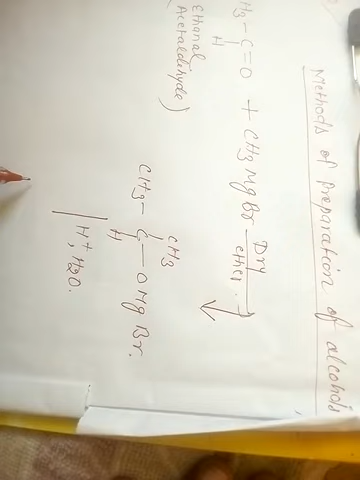 Methods of Preparation of alcohols
H3-C=O + CH3MgBr Dry
H ether.
Ethanal
(Acetaldehyde)
CH3
CH3-C-OMgBr.
H
H+, H2O.